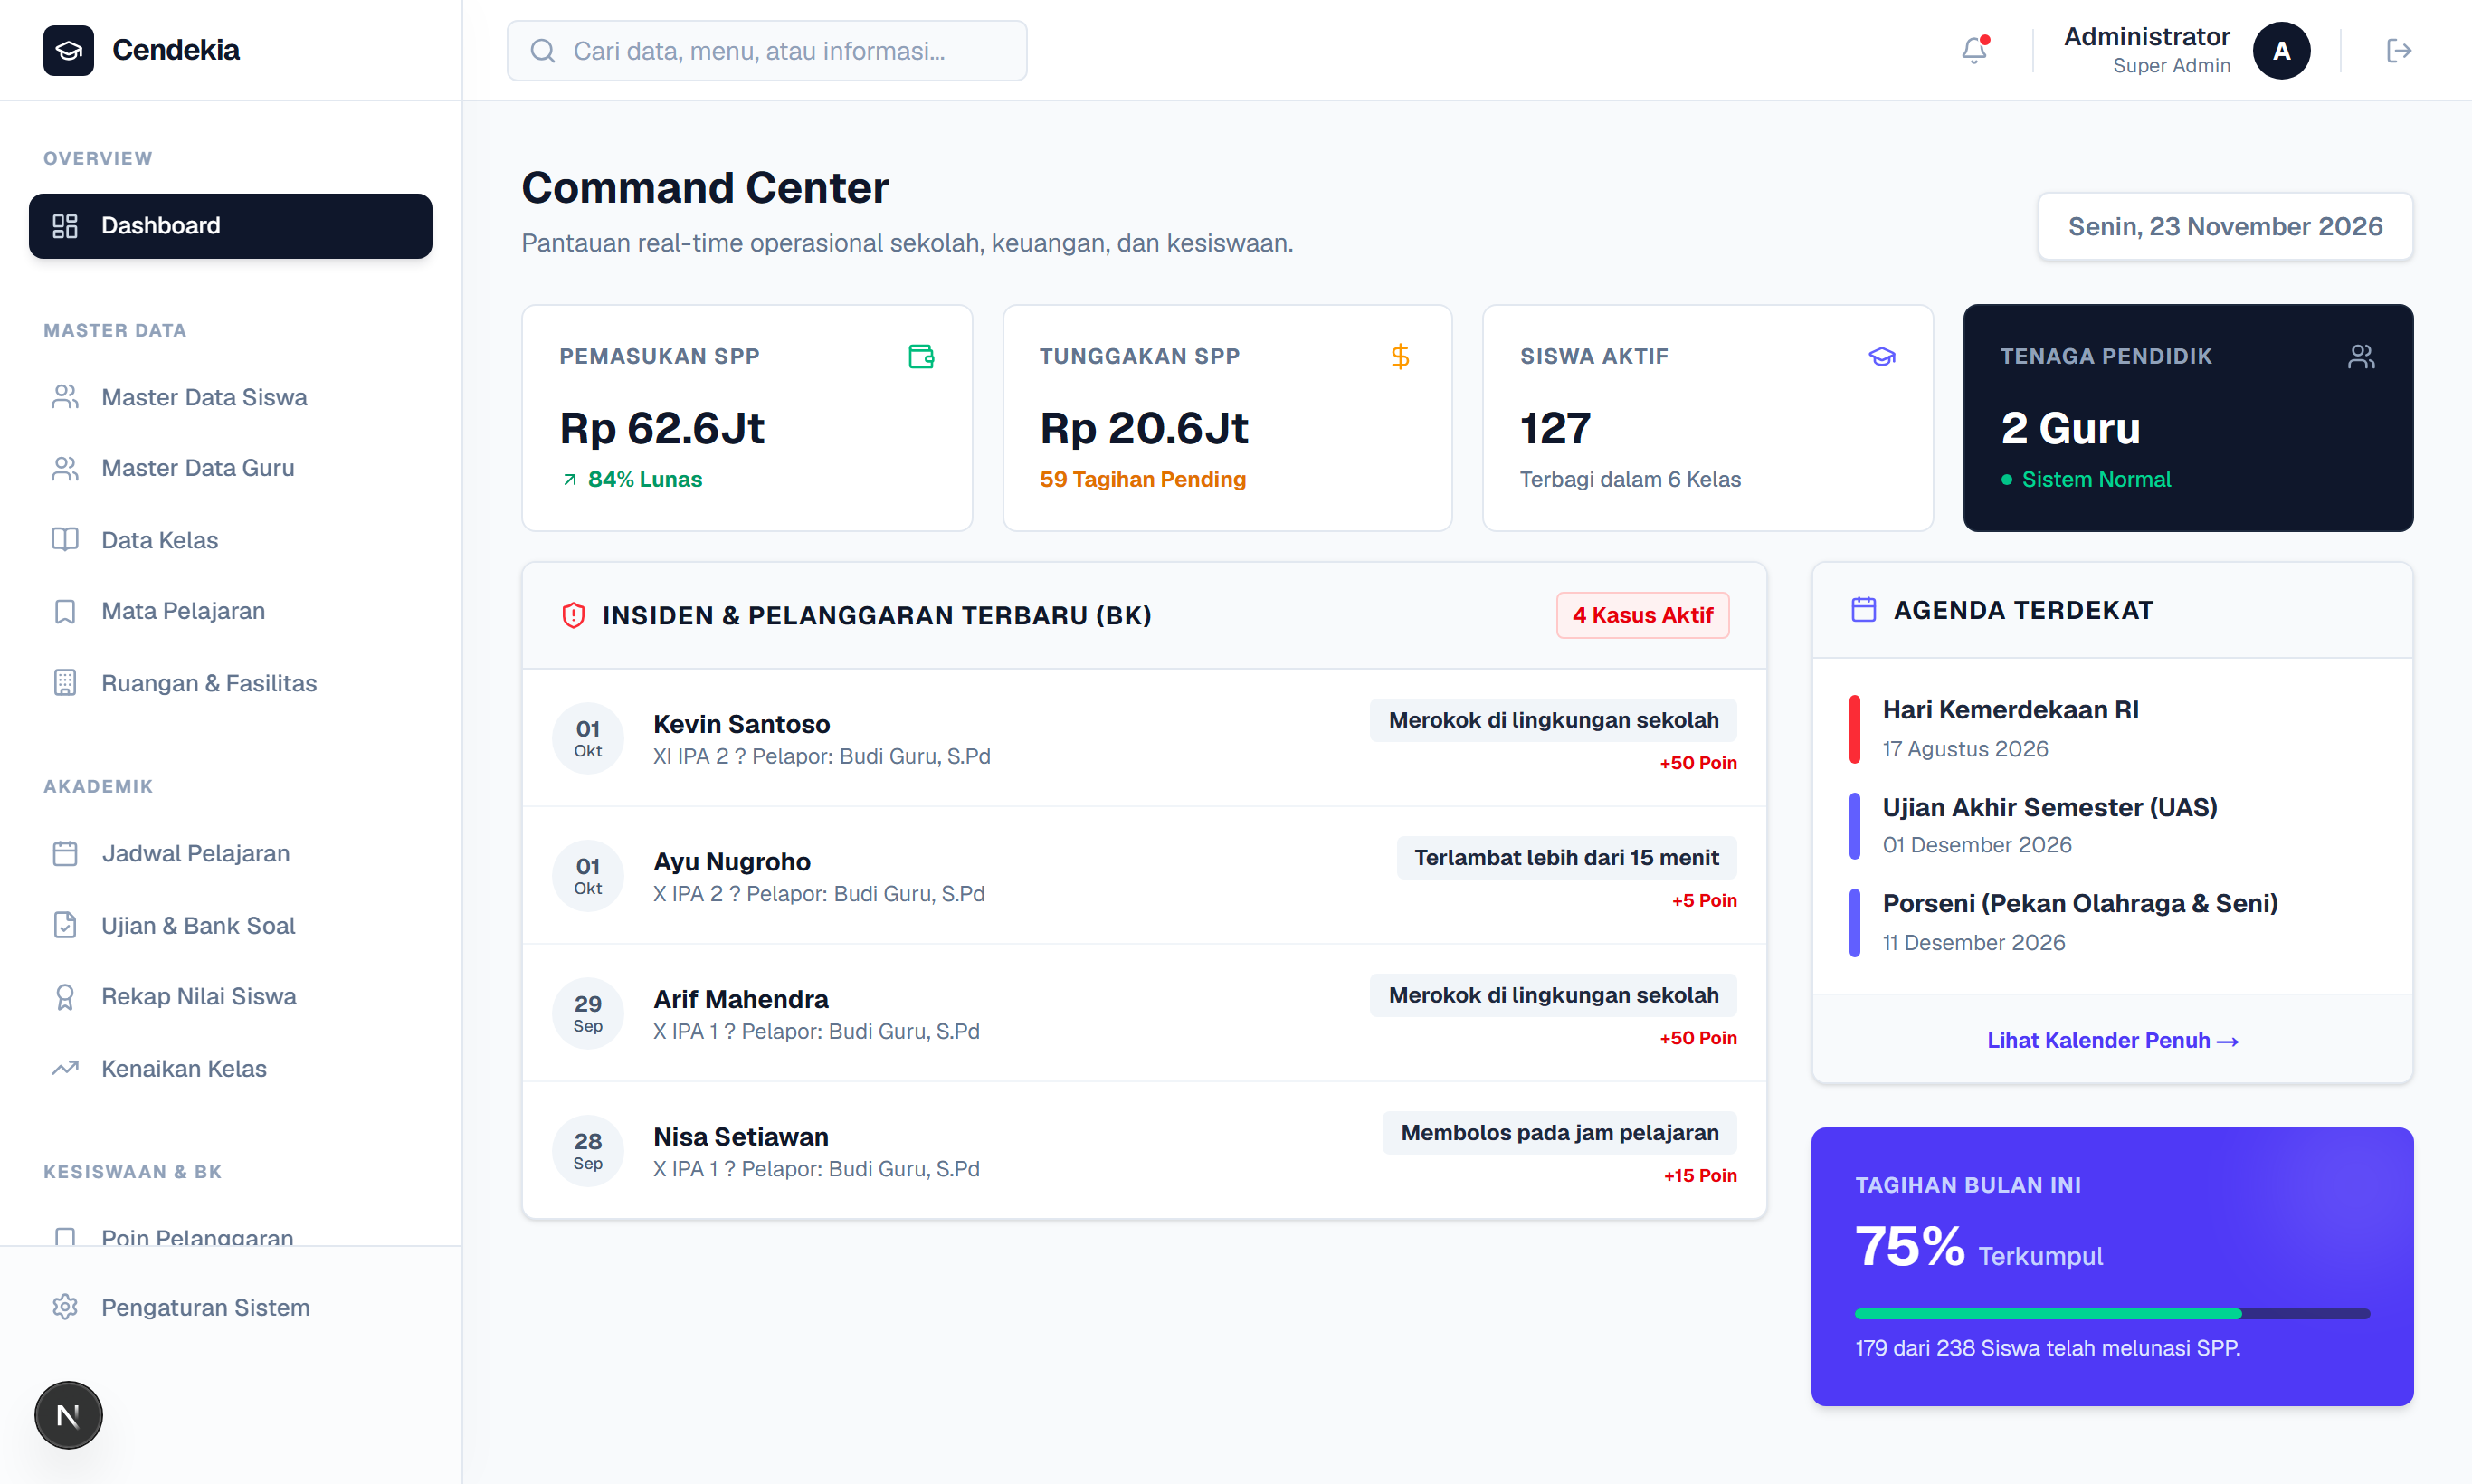 Cendekia
Cari data, menu, atau informasi...
Administrator
Super Admin
A
OVERVIEW
Dashboard
MASTER DATA
Master Data Siswa
Master Data Guru
Data Kelas
Mata Pelajaran
Ruangan & Fasilitas
AKADEMIK
Jadwal Pelajaran
Ujian & Bank Soal
Rekap Nilai Siswa
Kenaikan Kelas
KESISWAAN & BK
Poin Pelanggaran
Pengaturan Sistem
N
Command Center
Pantauan real-time operasional sekolah, keuangan, dan kesiswaan.
Senin, 23 November 2026
PEMASUKAN SPP
Rp 62.6Jt
84% Lunas
TUNGGAKAN SPP
Rp 20.6Jt
59 Tagihan Pending
SISWA AKTIF
127
Terbagi dalam 6 Kelas
TENAGA PENDIDIK
2 Guru
Sistem Normal
INSIDEN & PELANGGARAN TERBARU (BK)
4 Kasus Aktif
01
Okt
Kevin Santoso
XI IPA 2 ? Pelapor: Budi Guru, S.Pd
Merokok di lingkungan sekolah
+50 Poin
01
Okt
Ayu Nugroho
X IPA 2 ? Pelapor: Budi Guru, S.Pd
Terlambat lebih dari 15 menit
+5 Poin
29
Sep
Arif Mahendra
X IPA 1 ? Pelapor: Budi Guru, S.Pd
Merokok di lingkungan sekolah
+50 Poin
28
Sep
Nisa Setiawan
X IPA 1 ? Pelapor: Budi Guru, S.Pd
Membolos pada jam pelajaran
+15 Poin
AGENDA TERDEKAT
Hari Kemerdekaan RI
17 Agustus 2026
Ujian Akhir Semester (UAS)
01 Desember 2026
Porseni (Pekan Olahraga & Seni)
11 Desember 2026
Lihat Kalender Penuh →
TAGIHAN BULAN INI
75% Terkumpul
179 dari 238 Siswa telah melunasi SPP.